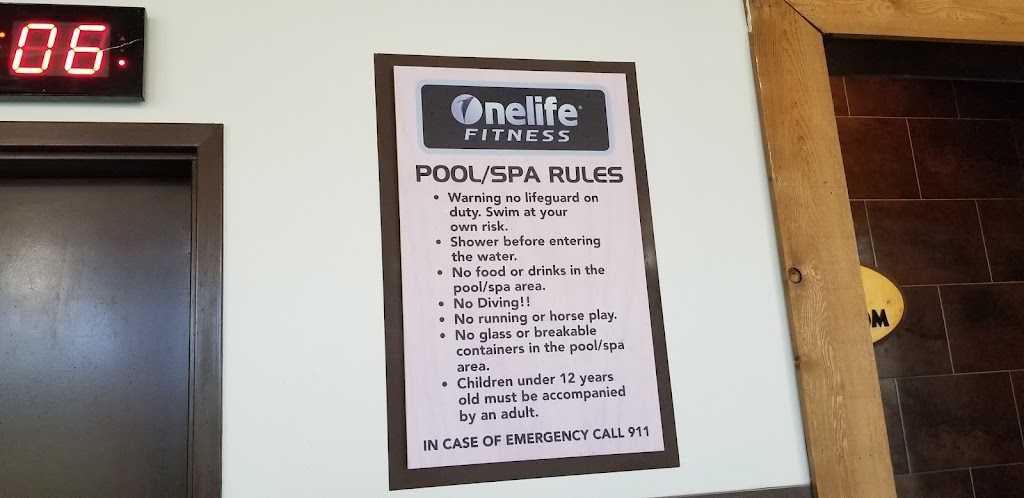 06
Onelife
FITNESS
POOL/SPA RULES
• Warning no lifeguard on
duty. Swim at your
own risk.
• Shower before entering
the water.
• No food or drinks in the
pool/spa area.
• No Diving!!
• No running or horse play.
• No glass or breakable
containers in the pool/spa
area.
• Children under 12 years
old must be accompanied
by an adult.
IN CASE OF EMERGENCY CALL 911